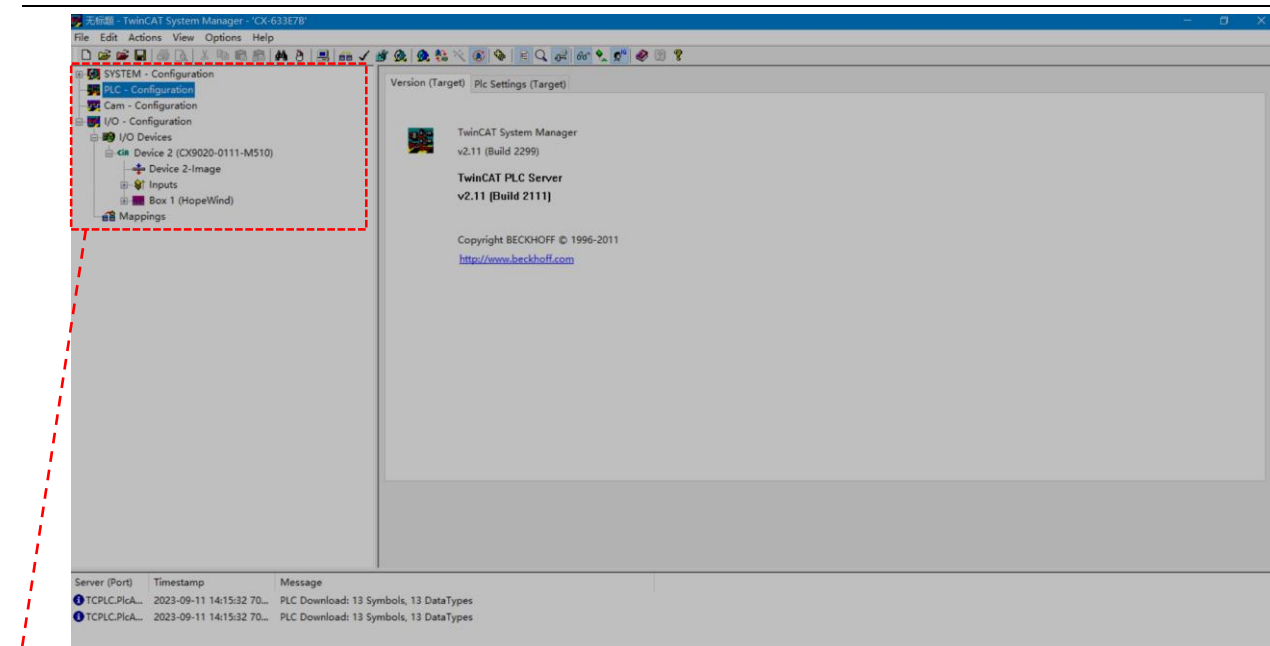 无标题 - TwinCAT System Manager - 'CX-633E7B'
File Edit Actions View Options Help
SYSTEM - Configuration
PLC - Configuration
Cam - Configuration
I/O - Configuration
I/O Devices
Device 2 (CX9020-0111-M510)
Device 2-Image
Inputs
Box 1 (HopeWind)
Mappings
Version (Target) Plc Settings (Target)
TwinCAT System Manager
v2.11 (Build 2299)
TwinCAT PLC Server
v2.11 (Build 2111)
Copyright BECKHOFF © 1996-2011
http://www.beckhoff.com
Server (Port) Timestamp Message
TCPLC.PlcA... 2023-09-11 14:15:32 70... PLC Download: 13 Symbols, 13 DataTypes
TCPLC.PlcA... 2023-09-11 14:15:32 70... PLC Download: 13 Symbols, 13 DataTypes